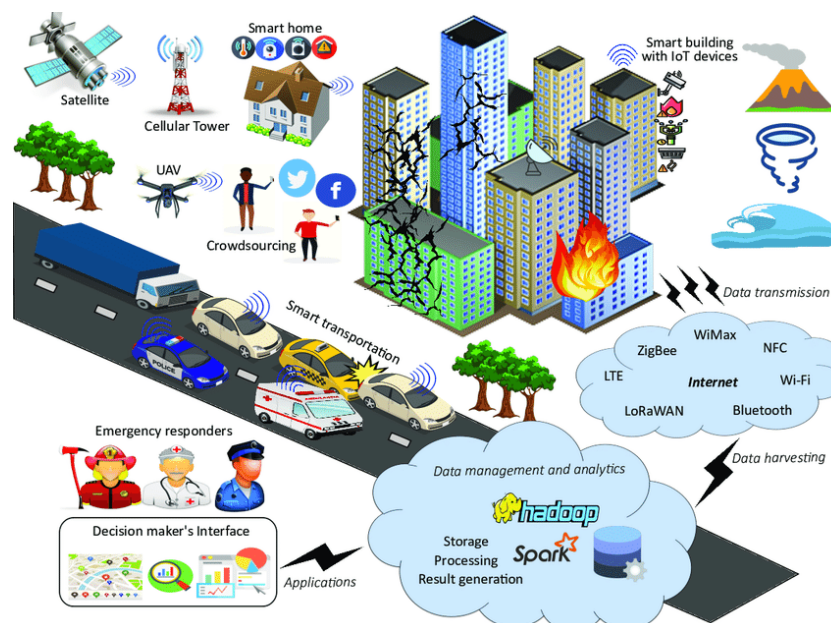 Satellite
Cellular Tower
Smart home
Smart building
with IoT devices
UAV
Crowdsourcing
f
Smart transportation
POLICE
AMBULANCE
Data transmission
WiMax
ZigBee
NFC
LTE
Internet
Wi-Fi
LoRaWAN
Bluetooth
Data harvesting
Emergency responders
Data management and analytics
hadoop
Storage
Processing
Spark
Result generation
Decision maker's Interface
Applications